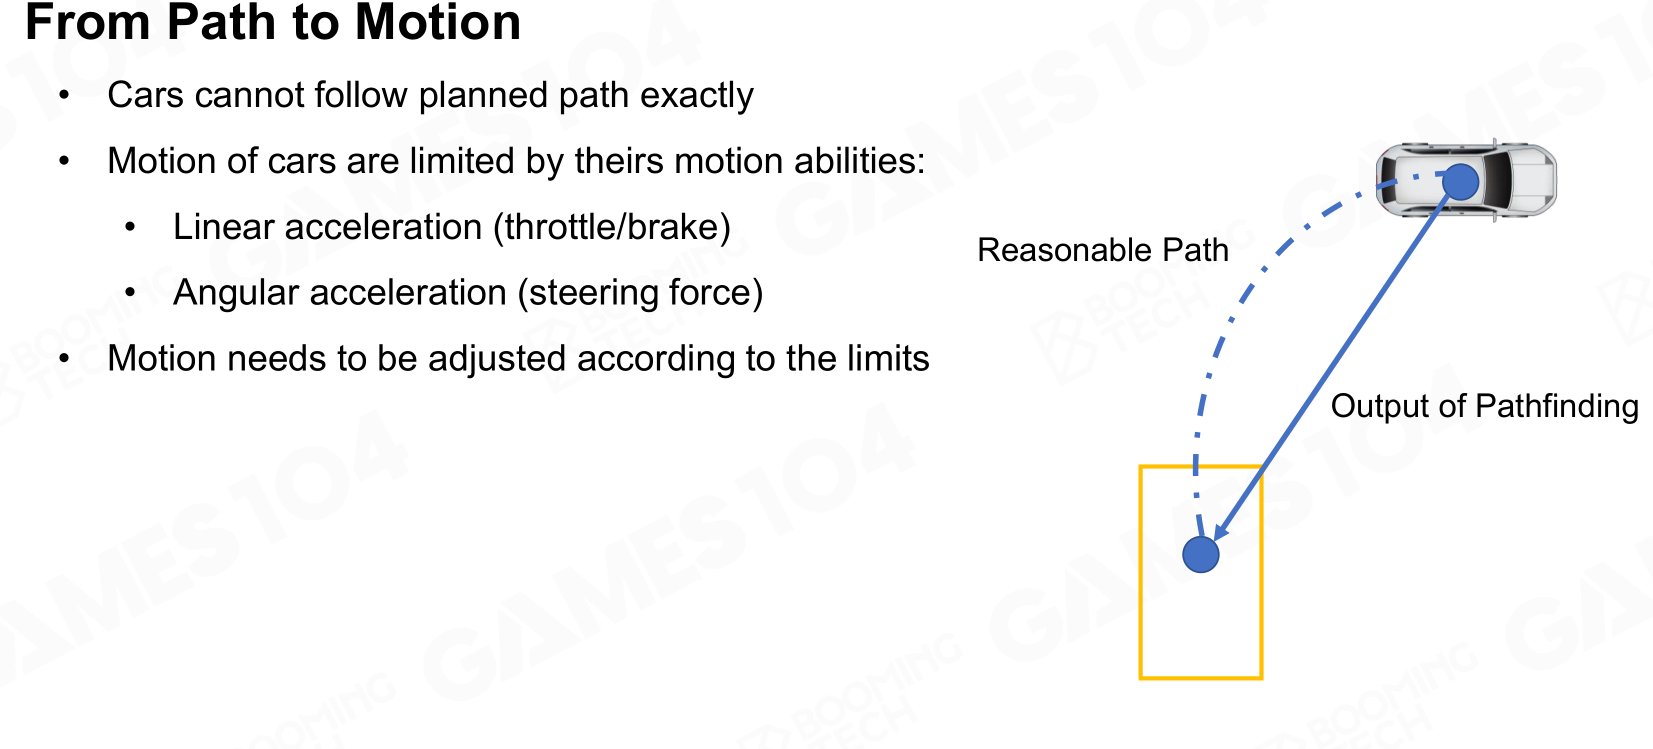 From Path to Motion
• Cars cannot follow planned path exactly
• Motion of cars are limited by theirs motion abilities:
• Linear acceleration (throttle/brake)
• Angular acceleration (steering force)
• Motion needs to be adjusted according to the limits
Reasonable Path
Output of Pathfinding
GAMES104
BOOMING
TECH